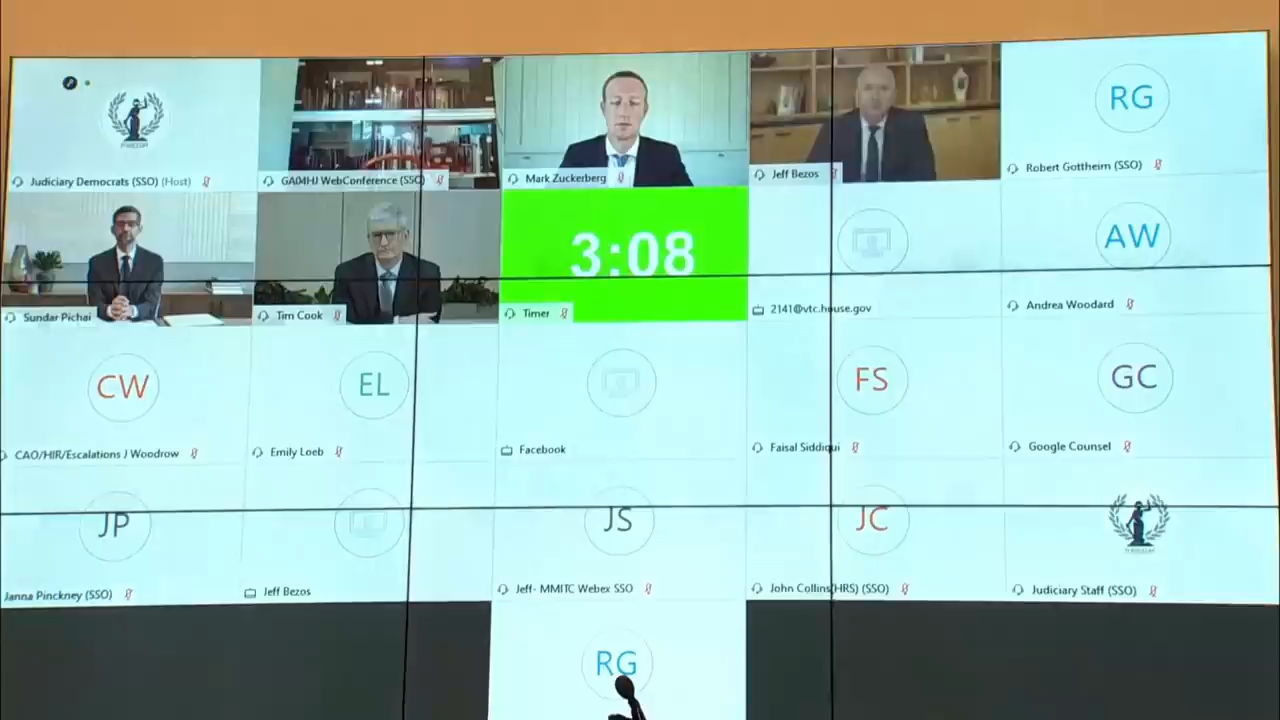 RG
Judiciary Democrats (SSO) (Host)
GA04HJ WebConference (SSO)
Mark Zuckerberg
Jeff Bezos
Robert Gottheim (SSO)
3:08
AW
Sundar Pichai
Tim Cook
Timer
2141@vtc.house.gov
Andrea Woodard
CW
EL
FS
GC
CAO/HIR/Escalations J Woodrow
Emily Loeb
Facebook
Faisal Siddiqui
Google Counsel
JP
JS
JC
Janna Pinckney (SSO)
Jeff Bezos
Jeff- MMITC Webex SSO
John Collins(HRS) (SSO)
Judiciary Staff (SSO)
RG